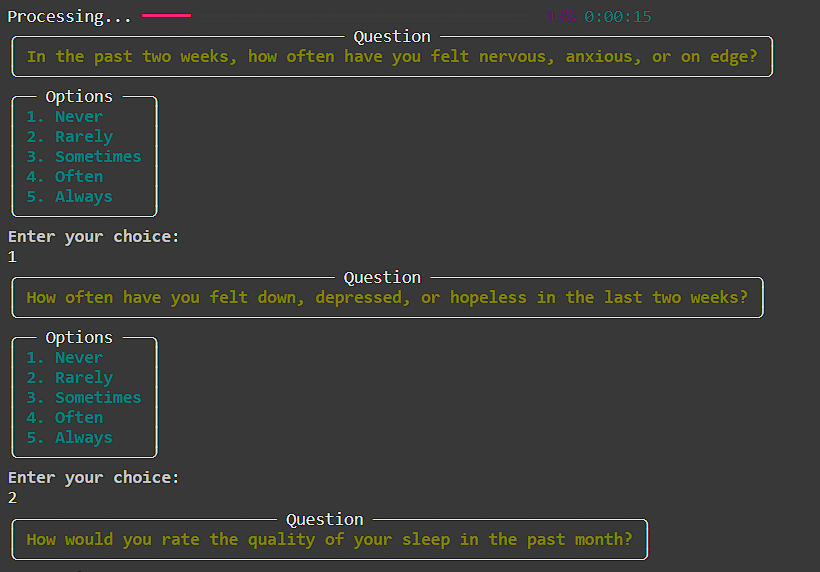 Processing... 0:00:15
Question
In the past two weeks, how often have you felt nervous, anxious, or on edge?
Options
1. Never
2. Rarely
3. Sometimes
4. Often
5. Always
Enter your choice:
1
Question
How often have you felt down, depressed, or hopeless in the last two weeks?
Options
1. Never
2. Rarely
3. Sometimes
4. Often
5. Always
Enter your choice:
2
Question
How would you rate the quality of your sleep in the past month?